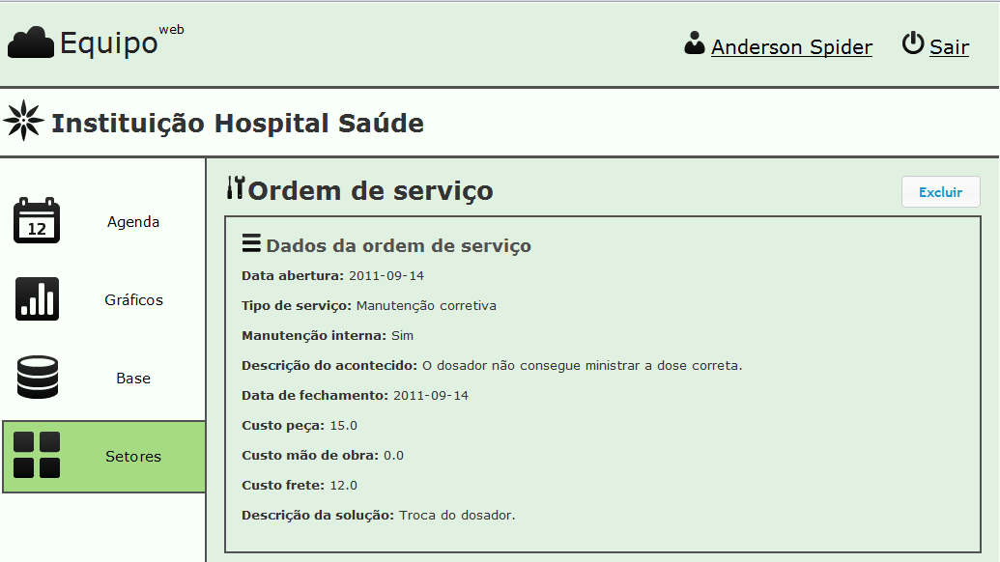 Equipo web
Anderson Spider
Sair
Instituição Hospital Saúde
12
Agenda
Gráficos
Base
Setores
Ordem de serviço
Excluir
Dados da ordem de serviço
Data abertura: 2011-09-14
Tipo de serviço: Manutenção corretiva
Manutenção interna: Sim
Descrição do acontecido: O dosador não consegue ministrar a dose correta.
Data de fechamento: 2011-09-14
Custo peça: 15.0
Custo mão de obra: 0.0
Custo frete: 12.0
Descrição da solução: Troca do dosador.